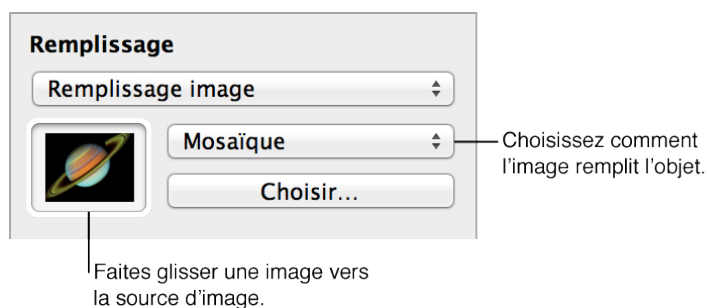 Remplissage
Remplissage image
Mosaïque
Choisir...
Choisissez comment
l'image remplit l'objet.
Faites glisser une image vers
la source d'image.